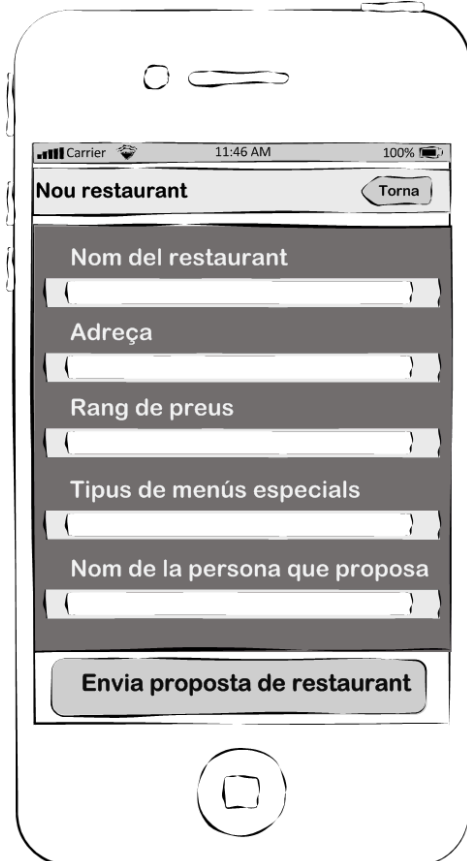 Carrier 11:46 AM 100%
Nou restaurant Torna
Nom del restaurant
Adreça
Rang de preus
Tipus de menús especials
Nom de la persona que proposa
Envia proposta de restaurant